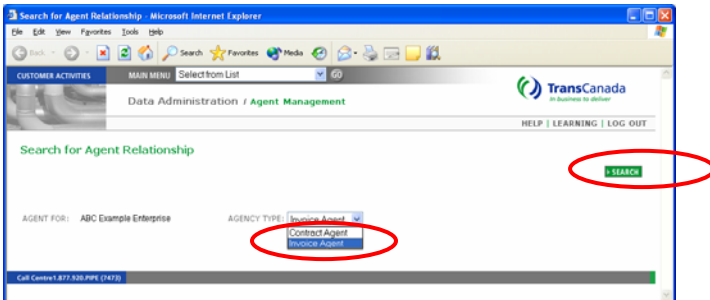 Search for Agent Relationship - Microsoft Internet Explorer
File Edit View Favorites Tools Help
Back Search Favorites Media
CUSTOMER ACTIVITIES MAIN MENU Select from List GO
TransCanada
In business to deliver
Data Administration / Agent Management
HELP | LEARNING | LOG OUT
Search for Agent Relationship
> SEARCH
AGENT FOR: ABC Example Enterprise AGENCY TYPE: Invoice Agent
Contract Agent
Invoice Agent
Call Centre1.877.920.PIPE (7473)